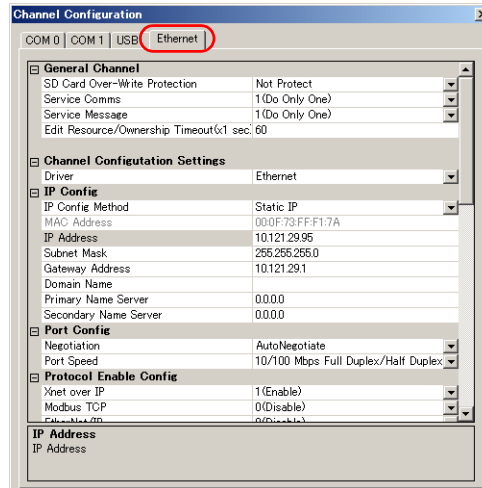 Channel Configuration
COM 0 COM 1 USB Ethernet
General Channel
SD Card Over-Write Protection Not Protect
Service Comms 1(Do Only One)
Service Message 1(Do Only One)
Edit Resource/Ownership Timeout(x1 sec. 60
Channel Configutation Settings
Driver Ethernet
IP Config
IP Config Method Static IP
MAC Address 00:0F:73:FF:F1:7A
IP Address 10.121.29.95
Subnet Mask 255.255.255.0
Gateway Address 10.121.29.1
Domain Name
Primary Name Server 0.0.0.0
Secondary Name Server 0.0.0.0
Port Config
Negotiation AutoNegotiate
Port Speed 10/100 Mbps Full Duplex/Half Duplex
Protocol Enable Config
Xnet over IP 1(Enable)
Modbus TCP 0(Disable)
EtherNet/IP 0(Disable)
IP Address
IP Address